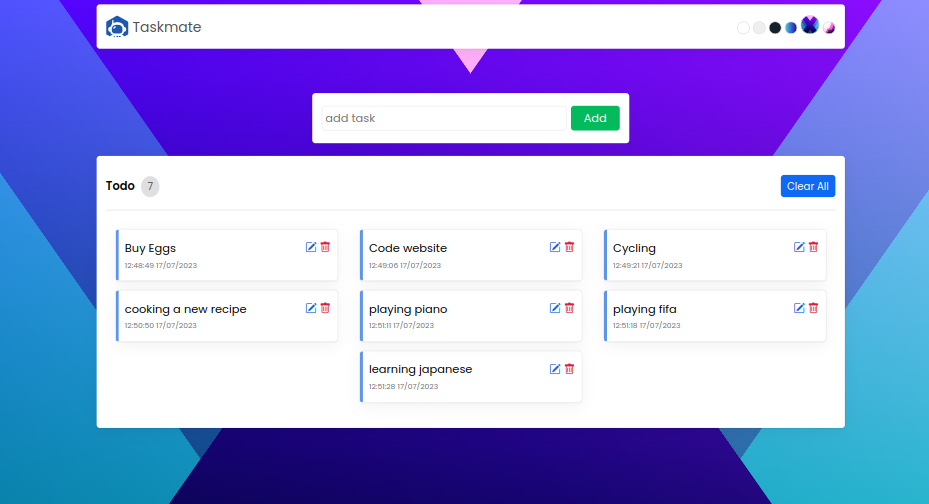 Taskmate
add task
Add
Todo 7
Clear All
Buy Eggs
12:48:49 17/07/2023
Code website
12:49:06 17/07/2023
Cycling
12:49:21 17/07/2023
cooking a new recipe
12:50:50 17/07/2023
playing piano
12:51:11 17/07/2023
playing fifa
12:51:18 17/07/2023
learning japanese
12:51:28 17/07/2023